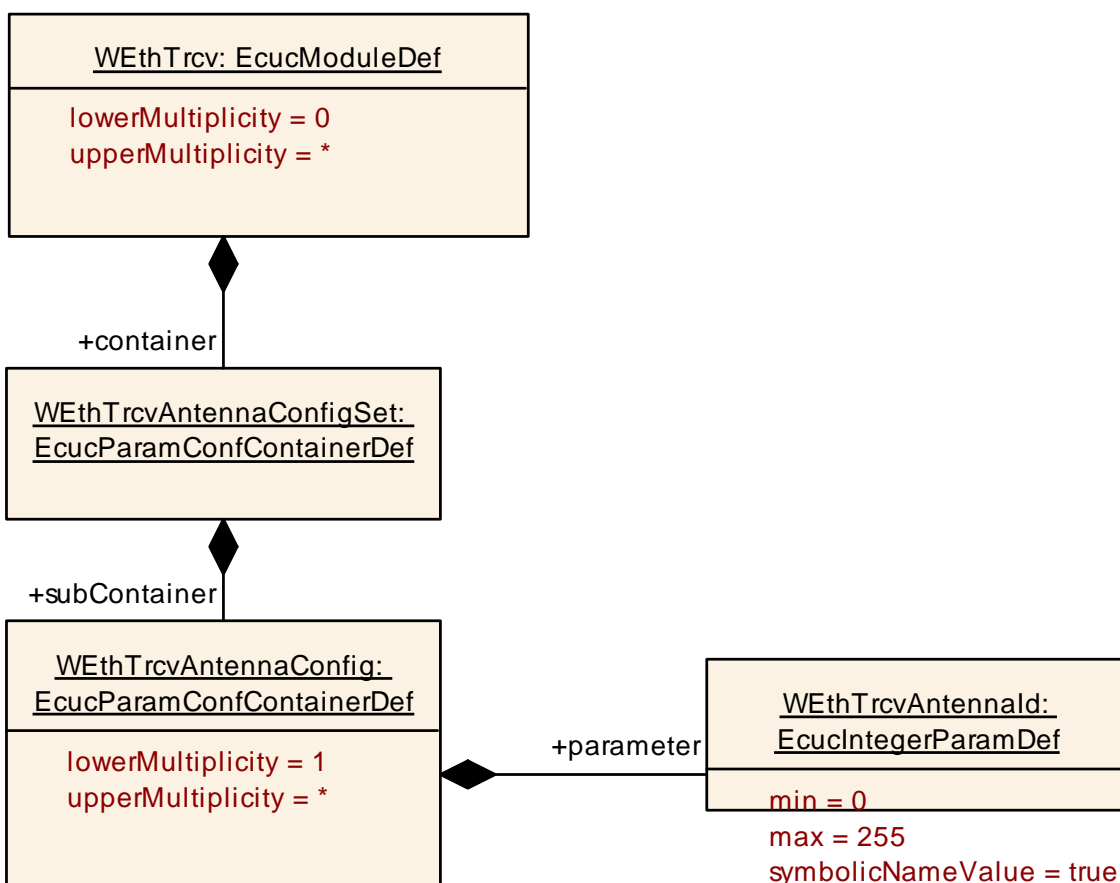 WEthTrcv: EcucModuleDef
lowerMultiplicity = 0
upperMultiplicity = *
+container
WEthTrcvAntennaConfigSet:
EcucParamConfContainerDef
+subContainer
WEthTrcvAntennaConfig:
EcucParamConfContainerDef
lowerMultiplicity = 1
upperMultiplicity = *
+parameter
WEthTrcvAntennaId:
EcucIntegerParamDef
min = 0
max = 255
symbolicNameValue = true